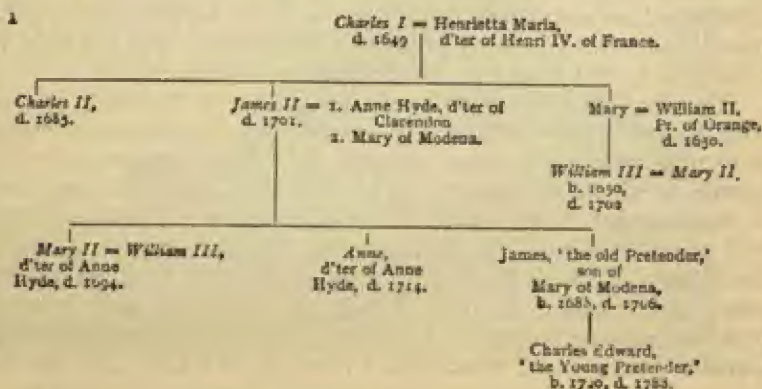 1
Charles I = Henrietta Maria,
d. 1649 d'ter of Henri IV. of France.
Charles II, James II = 1. Anne Hyde, d'ter of Mary = William II,
d. 1685. d. 1701. Clarendon Pr. of Orange,
2. Mary of Modena. d. 1650.
William III = Mary II,
b. 1650,
d. 1702
Mary II = William III, Anne, James, 'the old Pretender,'
d'ter of Anne d'ter of Anne son of
Hyde, d. 1694. Hyde, d. 1714. Mary of Modena,
b. 1688, d. 1766.
Charles Edward,
'the Young Pretender,'
b. 1720, d. 1788.